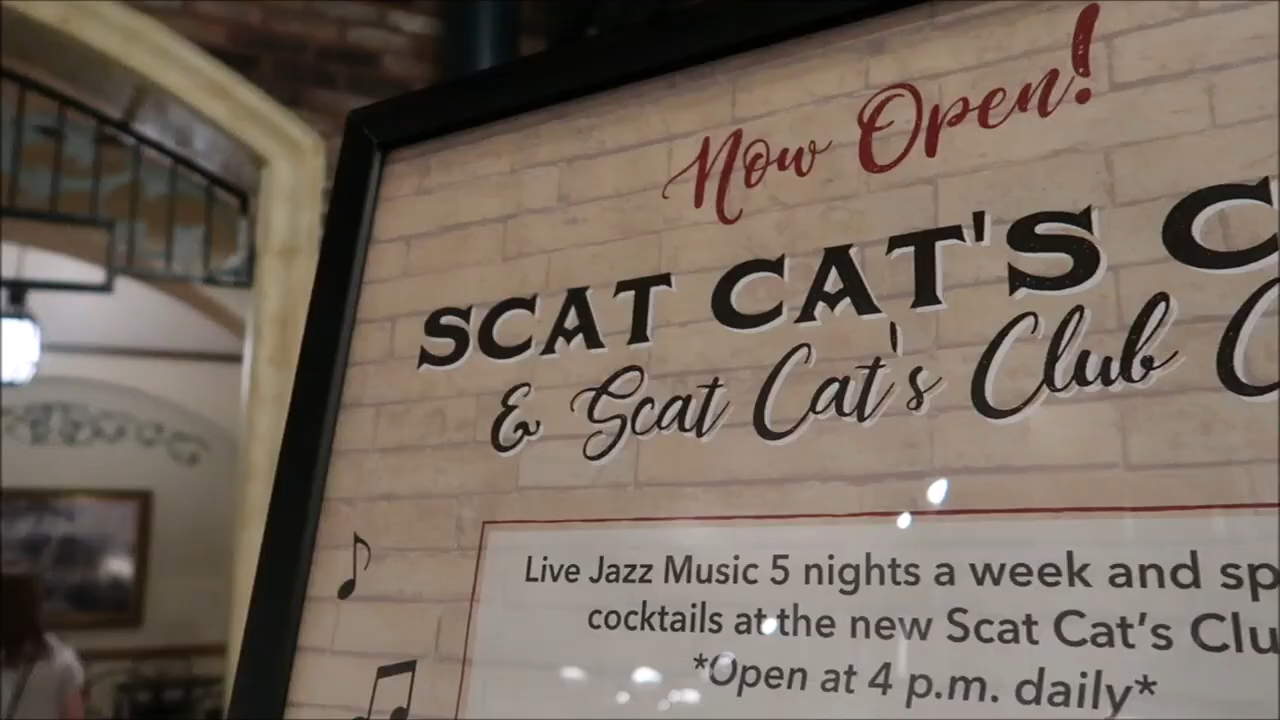 Now Open!
SCAT CAT'S
& Scat Cat's Club
Live Jazz Music 5 nights a week and
cocktails at the new Scat Cat's
*Open at 4 p.m. daily*